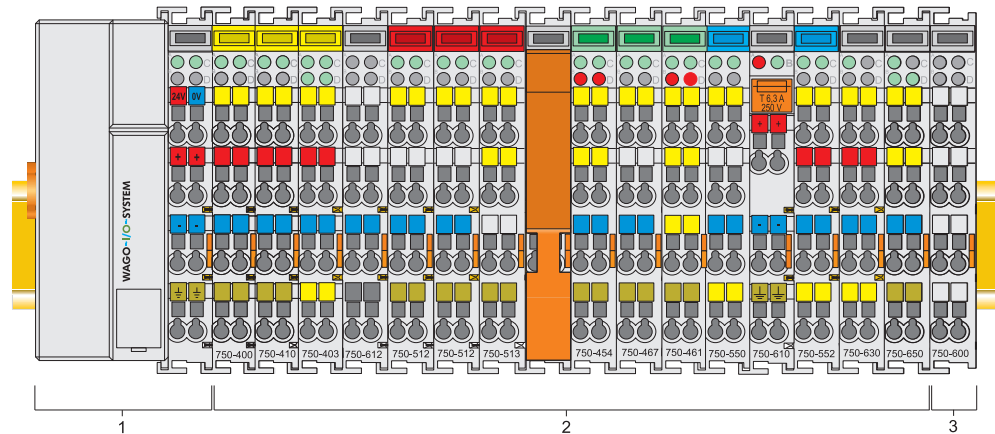 C C C C C C C C C C C C B C C C C
D D D D D D D D D D D D D D D D
24V 0V
T 6,3 A
250 V
+ +
+ +
- -
- -
WAGO-I/O-SYSTEM
750-400 750-410 750-403 750-612 750-512 750-512 750-513 750-454 750-467 750-461 750-550 750-610 750-552 750-630 750-650 750-600
1 2 3